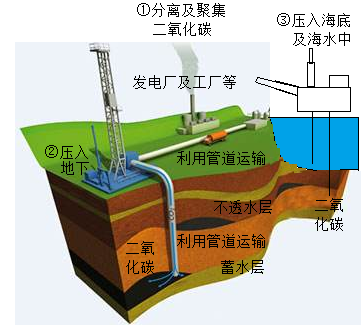 ①分离及聚集
二氧化碳
③压入海底
及海水中
发电厂及工厂等
②压入
地下
利用管道运输
不透水层
二氧
化碳
二氧
化碳
利用管道运输
蓄水层